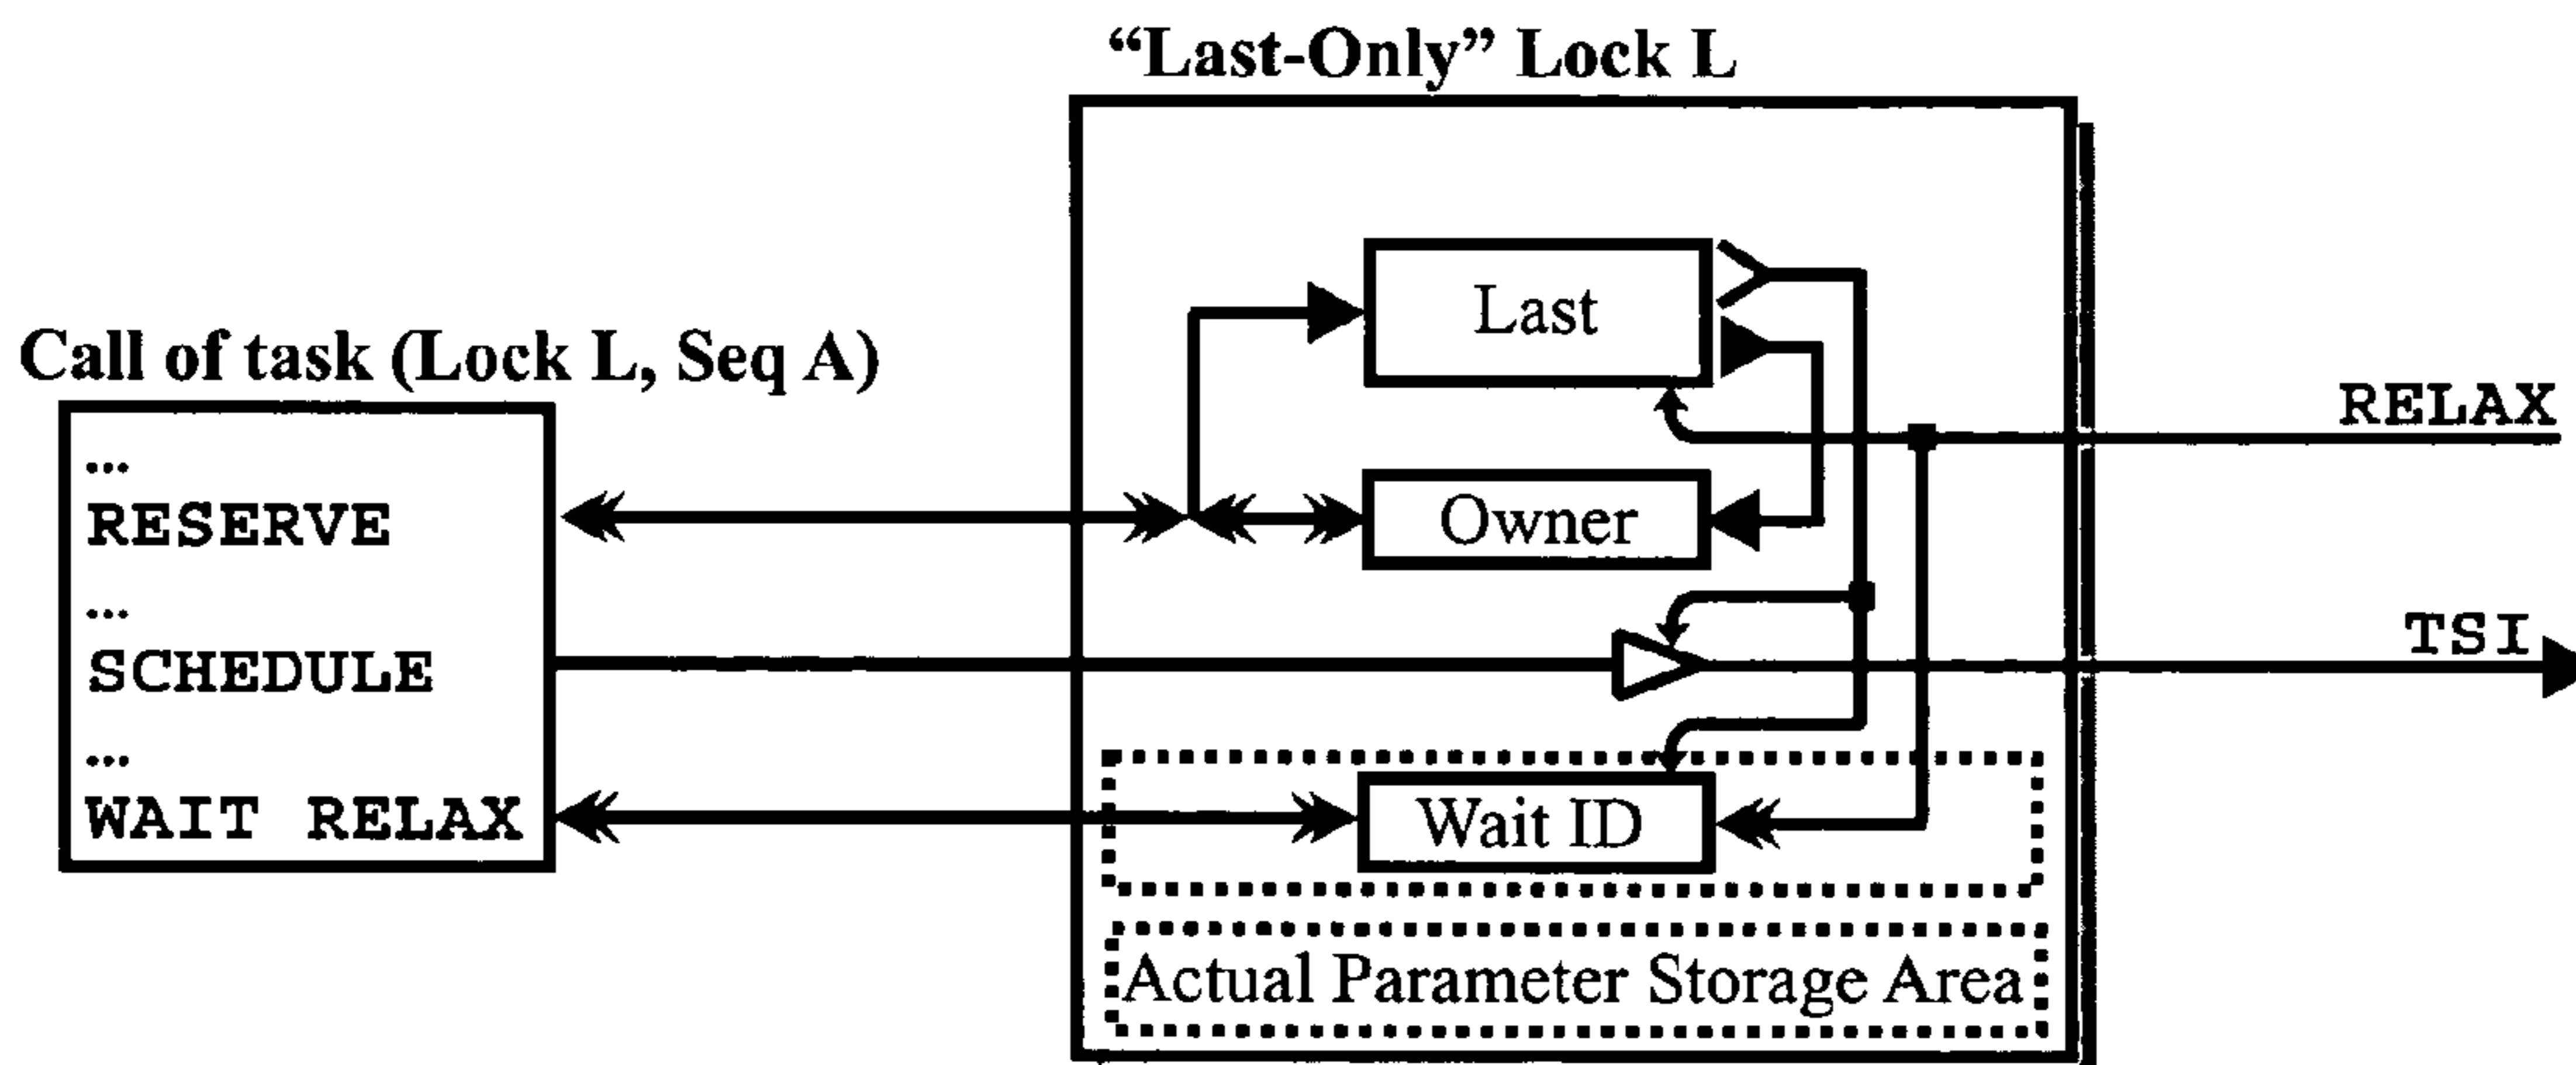 “Last-Only” Lock L
Last
Call of task (Lock L, Seq A)
RELAX
...
RESERVE
Owner
...
SCHEDULE
TSI
...
WAIT RELAX
Wait ID
Actual Parameter Storage Area